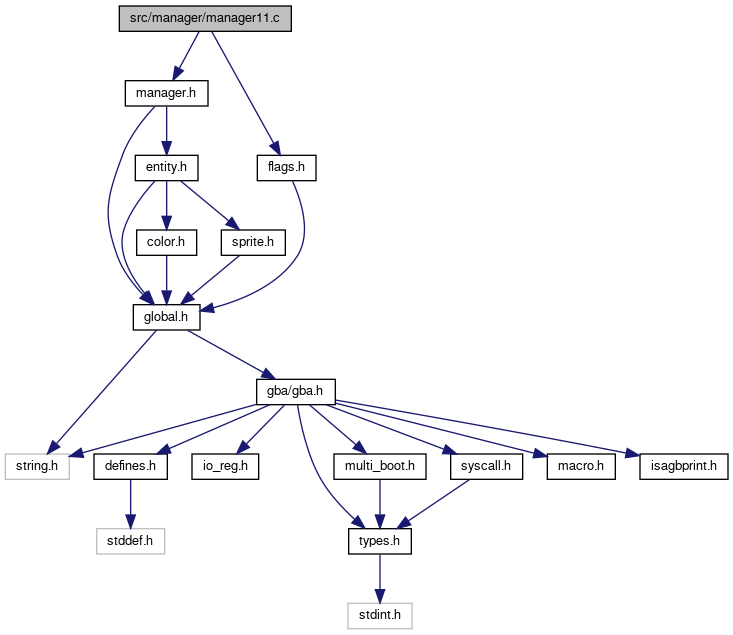 src/manager/manager11.c
manager.h
entity.h
flags.h
color.h
sprite.h
global.h
gba/gba.h
string.h
defines.h
io_reg.h
multi_boot.h
syscall.h
macro.h
isagbprint.h
stddef.h
types.h
stdint.h